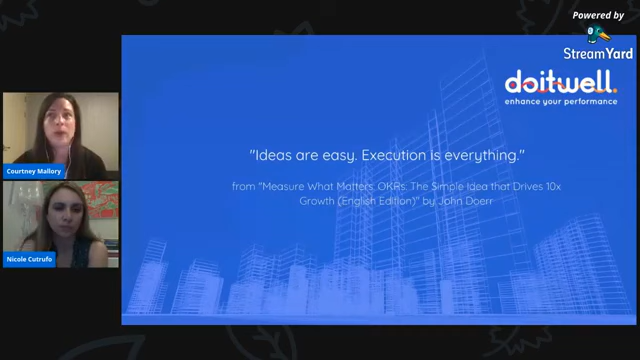 Powered by
StreamYard
doitwell.
enhance your performance
"Ideas are easy. Execution is everything."
from "Measure What Matters: OKRs: The Simple Idea that Drives 10x
Growth (English Edition)" by John Doerr
Courtney Mallory
Nicole Cutrufo